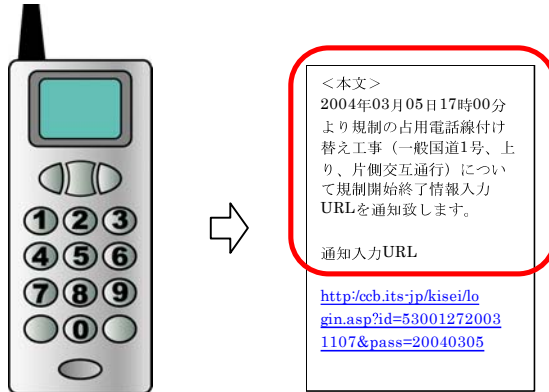 1 2 3
4 5 6
7 8 9
0
＜本文＞
2004年03月05日17時00分
より規制の占用電話線付け
替え工事（一般国道1号、上
り、片側交互通行）につい
て規制開始終了情報入力
URLを通知致します。
通知入力URL
http:/ccb.its-jp/kisei/lo
gin.asp?id=53001272003
1107&pass=20040305